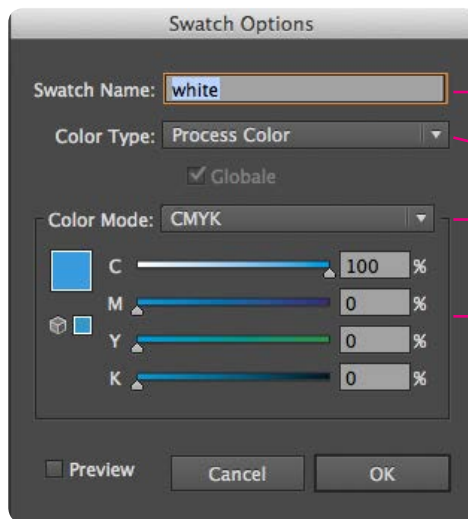 Swatch Options
Swatch Name: white
Color Type: Process Color
Globale
Color Mode: CMYK
C 100 %
M 0 %
Y 0 %
K 0 %
Preview Cancel OK